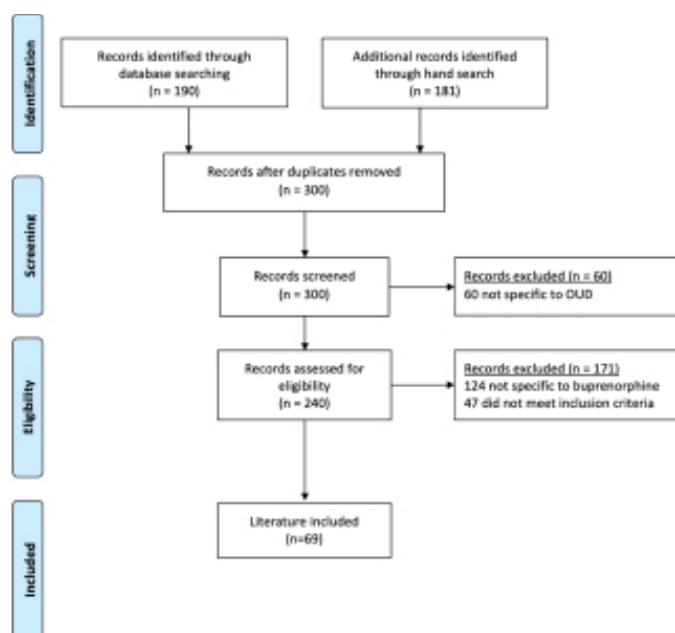 Identification
Records identified through
database searching
(n = 190)
Additional records identified
through hand search
(n = 181)
Records after duplicates removed
(n = 300)
Screening
Records screened
(n = 300)
Records excluded (n = 60)
60 not specific to OUD
Eligibility
Records assessed for
eligibility
(n = 240)
Records excluded (n = 171)
124 not specific to buprenorphine
47 did not meet inclusion criteria
Included
Literature included
(n=69)